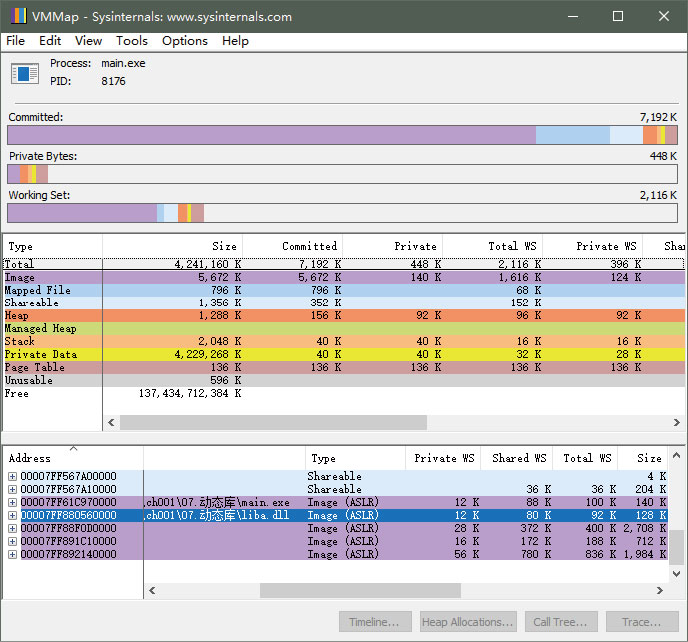 VMMap - Sysinternals: www.sysinternals.com
File Edit View Tools Options Help
Process: main.exe
PID: 8176
Committed: 7,192 K
Private Bytes: 448 K
Working Set: 2,116 K
Type Size Committed Private Total WS Private WS Shar
Total 4,241,160 K 7,192 K 448 K 2,116 K 396 K
Image 5,672 K 5,672 K 140 K 1,616 K 124 K
Mapped File 796 K 796 K 68 K
Shareable 1,356 K 352 K 152 K
Heap 1,288 K 156 K 92 K 96 K 92 K
Managed Heap
Stack 2,048 K 40 K 40 K 16 K 16 K
Private Data 4,229,268 K 40 K 40 K 32 K 28 K
Page Table 136 K 136 K 136 K 136 K 136 K
Unusable 596 K
Free 137,434,712,384 K
Address Type Private WS Shared WS Total WS Size
00007FF567A00000 Shareable 4 K
00007FF567A10000 Shareable 36 K 36 K 204 K
00007FF61C970000 ,ch001\07.动态库\main.exe Image (ASLR) 12 K 88 K 100 K 140 K
00007FF880560000 ,ch001\07.动态库\liba.dll Image (ASLR) 12 K 80 K 92 K 128 K
00007FF88F0D0000 Image (ASLR) 28 K 372 K 400 K 2,708 K
00007FF891C10000 Image (ASLR) 16 K 172 K 188 K 712 K
00007FF892140000 Image (ASLR) 56 K 780 K 836 K 1,984 K
Timeline... Heap Allocations... Call Tree... Trace...